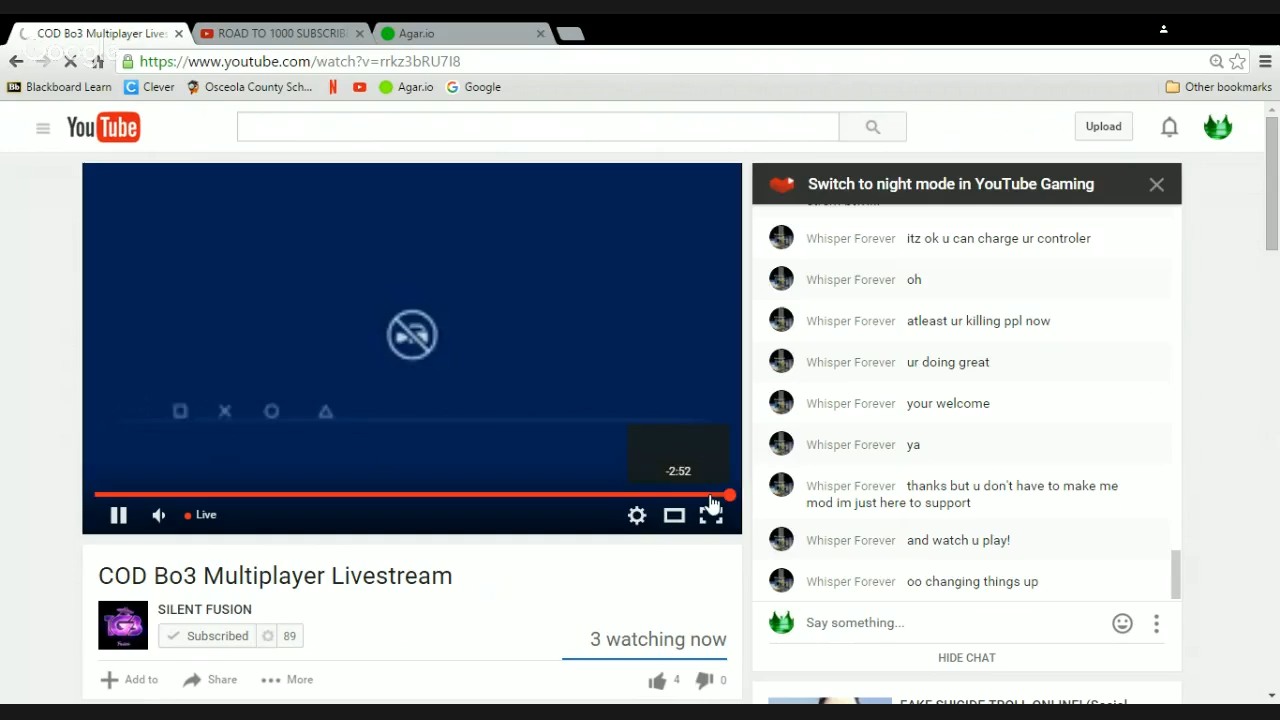 COD Bo3 Multiplayer Live:
ROAD TO 1000 SUBSCRIB
Agar.io
https://www.youtube.com/watch?v=rrkz3bRU7I8
Bb Blackboard Learn
C Clever
Osceola County Sch...
N
Agar.io
G Google
Other bookmarks
YouTube
Upload
Switch to night mode in YouTube Gaming
Whisper Forever itz ok u can charge ur controler
Whisper Forever oh
Whisper Forever atleast ur killing ppl now
Whisper Forever ur doing great
Whisper Forever your welcome
Whisper Forever ya
Whisper Forever thanks but u don't have to make me
mod im just here to support
Whisper Forever and watch u play!
Whisper Forever oo changing things up
Say something...
HIDE CHAT
-2:52
Live
COD Bo3 Multiplayer Livestream
SILENT FUSION
Subscribed 89
3 watching now
Add to
Share
More
4
0
FAKE SUICIDE TROLL ONLINE! (Social